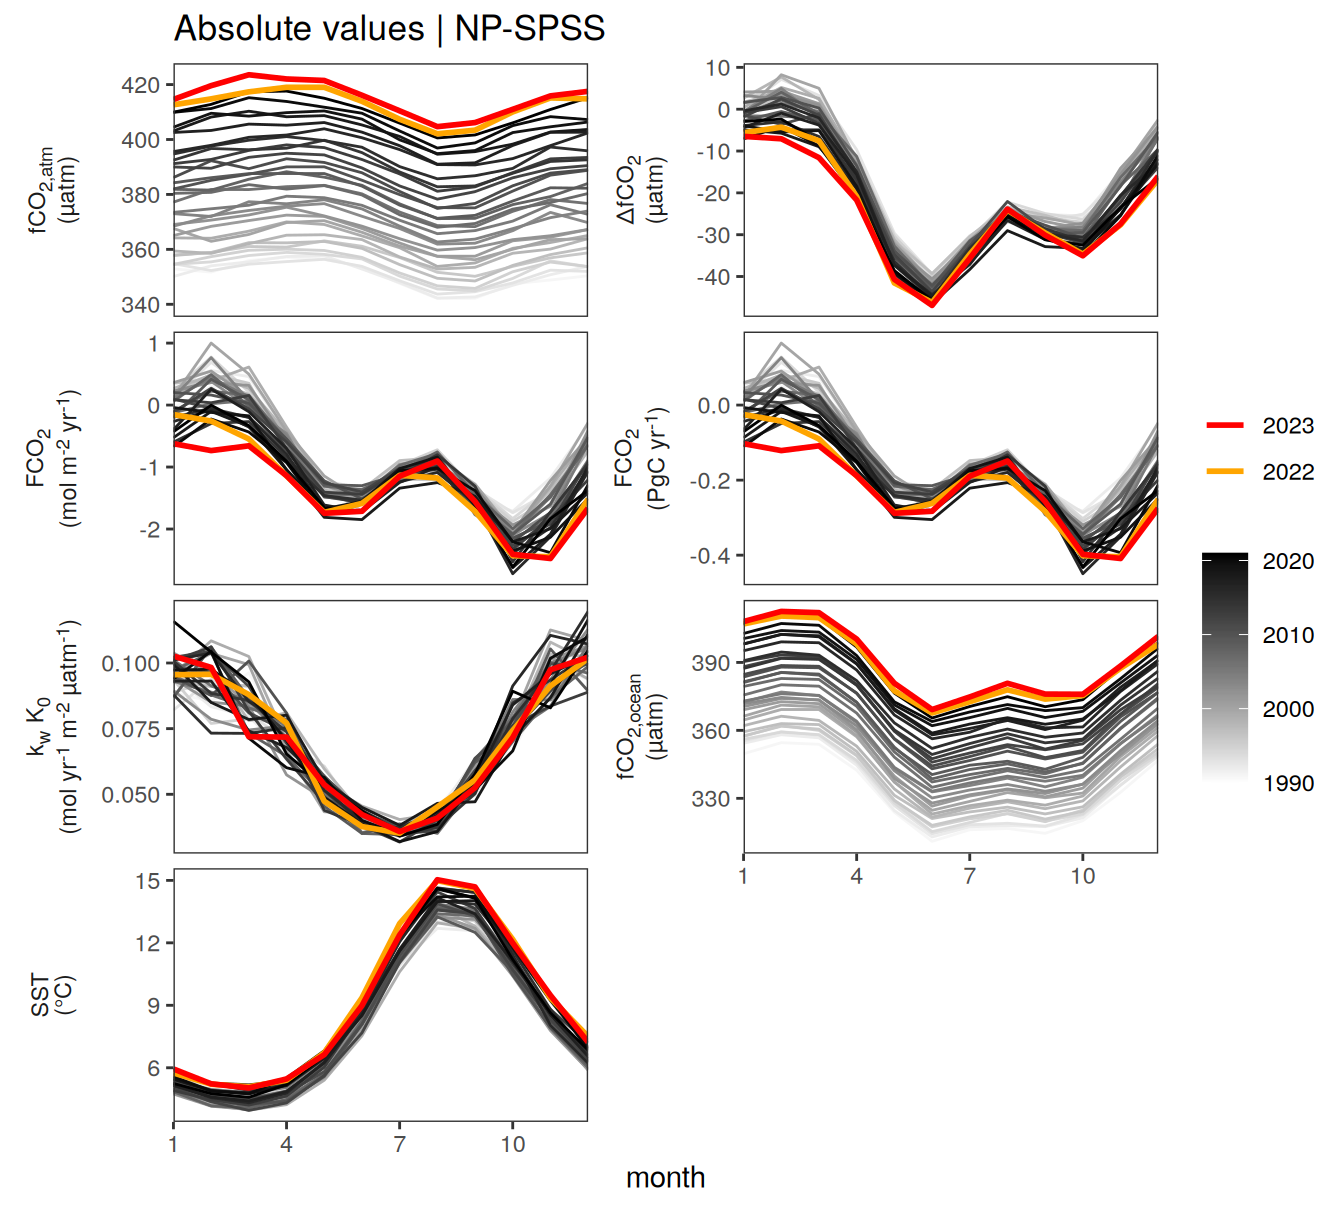 Absolute values | NP-SPSS
fCO2,atm
(µatm)
420
400
380
360
340
ΔfCO2
(µatm)
10
0
-10
-20
-30
-40
FCO2
(mol m-2 yr-1)
1
0
-1
-2
FCO2
(PgC yr-1)
0.0
-0.2
-0.4
kw K0
(mol yr-1 m-2 µatm-1)
0.100
0.075
0.050
fCO2,ocean
(µatm)
390
360
330
1 4 7 10
SST
(°C)
15
12
9
6
1 4 7 10
month
2023
2022
2020
2010
2000
1990